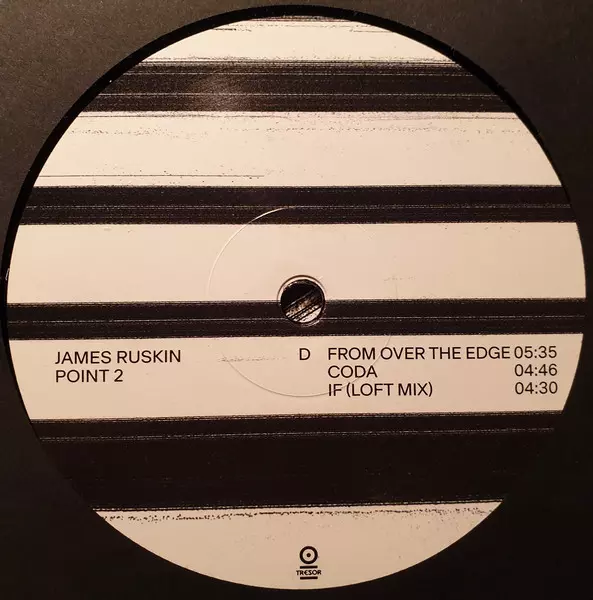 JAMES RUSKIN
POINT 2
D FROM OVER THE EDGE 05:35
CODA 04:46
IF (LOFT MIX) 04:30
TRESOR